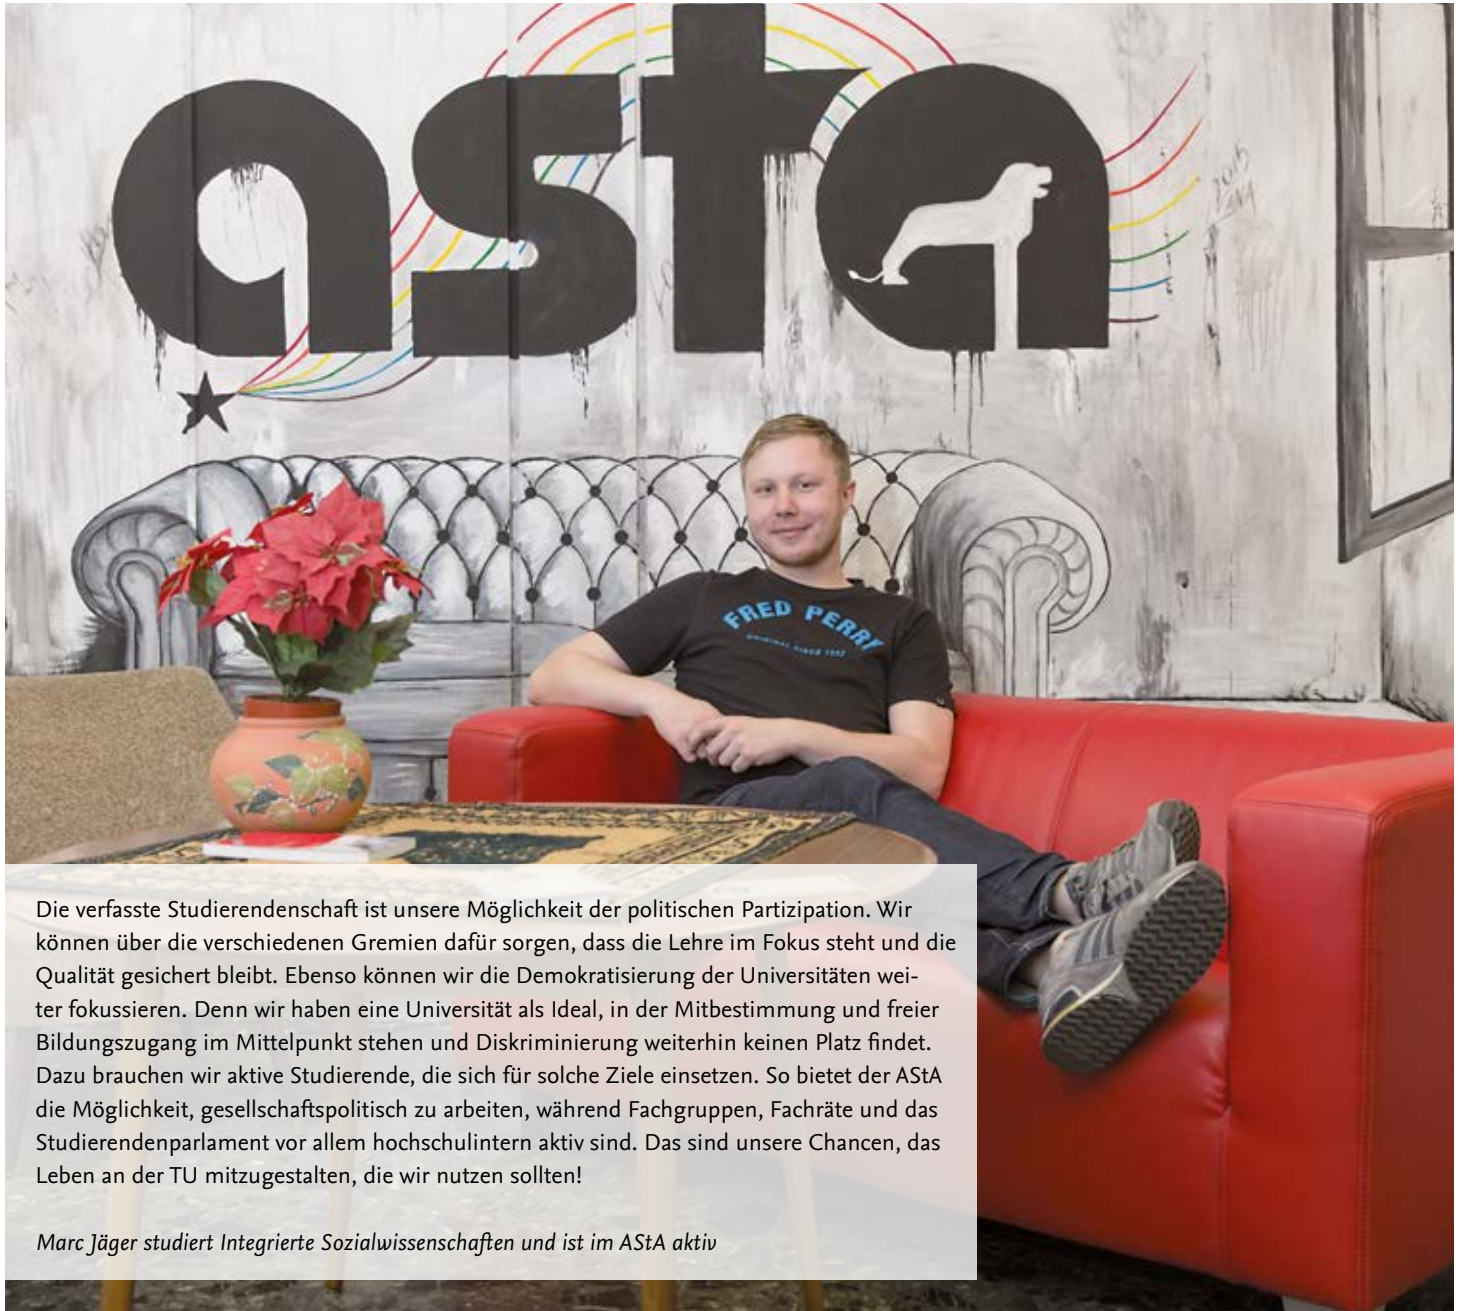 asta
2015
FRED PERRY
ORIGINAL SINCE 1952
Die verfasste Studierendenschaft ist unsere Möglichkeit der politischen Partizipation. Wir
können über die verschiedenen Gremien dafür sorgen, dass die Lehre im Fokus steht und die
Qualität gesichert bleibt. Ebenso können wir die Demokratisierung der Universitäten wei-
ter fokussieren. Denn wir haben eine Universität als Ideal, in der Mitbestimmung und freier
Bildungszugang im Mittelpunkt stehen und Diskriminierung weiterhin keinen Platz findet.
Dazu brauchen wir aktive Studierende, die sich für solche Ziele einsetzen. So bietet der AStA
die Möglichkeit, gesellschaftspolitisch zu arbeiten, während Fachgruppen, Fachräte und das
Studierendenparlament vor allem hochschulintern aktiv sind. Das sind unsere Chancen, das
Leben an der TU mitzugestalten, die wir nutzen sollten!
Marc Jäger studiert Integrierte Sozialwissenschaften und ist im AStA aktiv